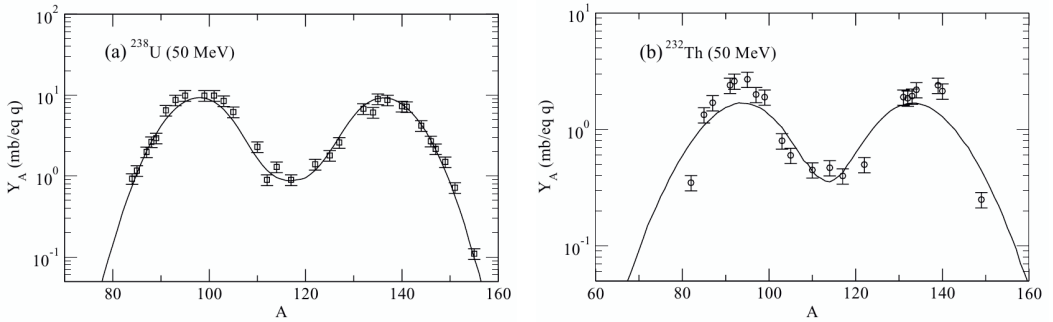 10^2
(a) ^238U (50 MeV)
10^1
10^0
10^-1
Y_A (mb/eq q)
80 100 120 140 160
A
10^1
(b) ^232Th (50 MeV)
10^0
10^-1
Y_A (mb/eq q)
60 80 100 120 140 160
A